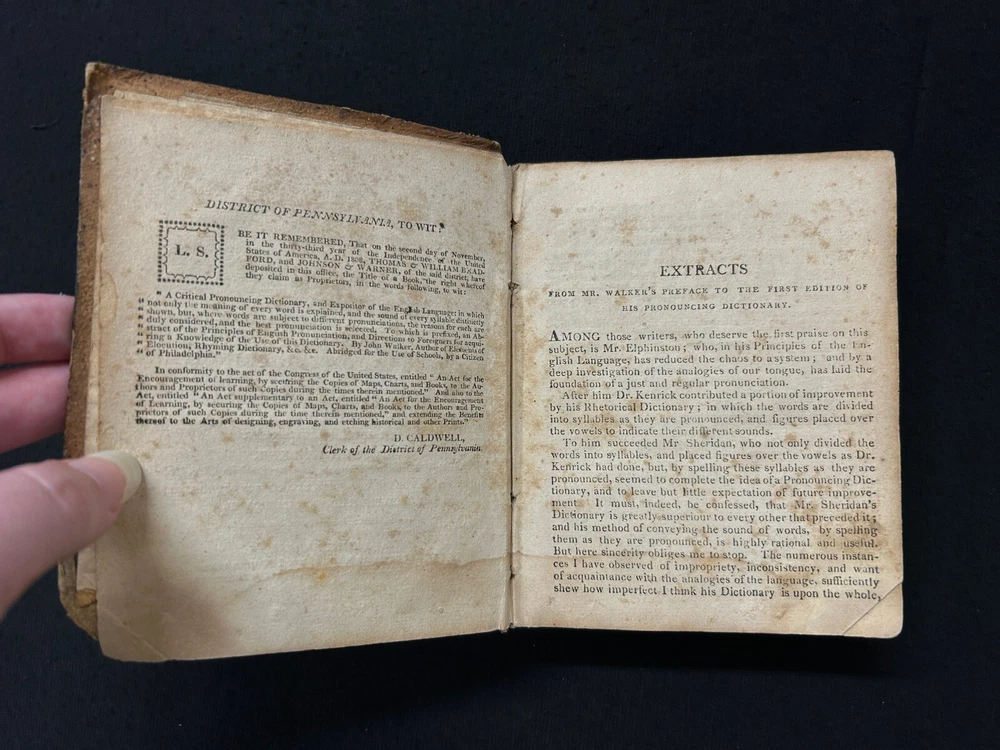 DISTRICT OF PENNSYLVANIA, TO WIT:
L. S.
BE IT REMEMBERED, That on the second day of November,
in the thirty-third year of the Independence of the United
States of America, A. D. 1808, THOMAS & WILLIAM BRAD-
FORD, and JOHNSON & WARNER, of the said district, have
deposited in this office, the Title of a Book, the right whereof
they claim as Proprietors, in the words following, to wit:
" A Critical Pronouncing Dictionary, and Expositor of the English Language: in which
" not only the meaning of every word is explained, and the sound of every syllable distinctly
" shown, but, where words are subject to different pronunciations, the reasons for each are
" duly considered, and the best pronunciation is selected. To which is prefixed, an Ab-
" stract of the Principles of English Pronunciation, and Directions to Foreigners for acqui-
" ring a Knowledge of the Use of this Dictionary. By John Walker, Author of Elements of
" Elocution, Rhyming Dictionary, &c. &c. Abridged for the Use of Schools, by a Citizen
" of Philadelphia."
In conformity to the act of the Congress of the United States, entitled " An Act for the
Encouragement of learning, by securing the Copies of Maps, Charts, and Books, to the Au-
thors and Proprietors of such Copies during the times therein mentioned." And also to the
Act, entitled " An Act supplementary to an Act, entitled " An Act for the Encouragement
of Learning, by securing the Copies of Maps, Charts, and Books, to the Authors and Pro-
prietors of such Copies during the time therein mentioned," and extending the Benefits
thereof to the Arts of designing, engraving, and etching historical and other Prints."
D. CALDWELL,
Clerk of the District of Pennsylvania
EXTRACTS
FROM MR. WALKER'S PREFACE TO THE FIRST EDITION OF
HIS PRONOUNCING DICTIONARY.
AMONG those writers, who deserve the first praise on this
subject, is Mr. Elphinston; who, in his Principles of the En-
glish Language, has reduced the chaos to a system; and by a
deep investigation of the analogies of our tongue, has laid the
foundation of a just and regular pronunciation.
After him Dr. Kenrick contributed a portion of improvement
by his Rhetorical Dictionary; in which the words are divided
into syllables as they are pronounced, and figures placed over
the vowels to indicate their different sounds.
To him succeeded Mr Sheridan, who not only divided the
words into syllables, and placed figures over the vowels as Dr.
Kenrick had done, but, by spelling these syllables as they are
pronounced, seemed to complete the idea of a Pronouncing Dic-
tionary, and to leave but little expectation of future improve-
ment It must, indeed, be confessed, that Mr. Sheridan's
Dictionary is greatly superiour to every other that preceded it;
and his method of conveying the sound of words, by spelling
them as they are pronounced, is highly rational and useful.
But here sincerity obliges me to stop. The numerous instan-
ces I have observed of impropriety, inconsistency, and want
of acquaintance with the analogies of the language, sufficiently
shew how imperfect I think his Dictionary is upon the whole,